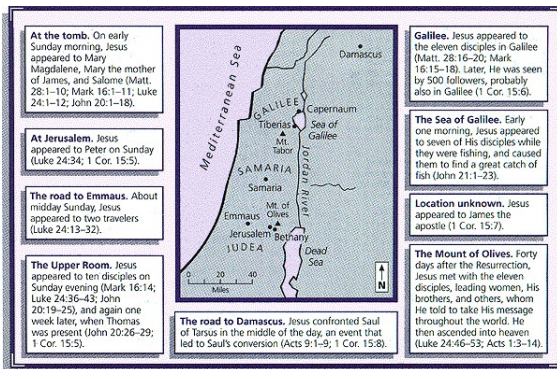 At the tomb. On early
Sunday morning, Jesus
appeared to Mary
Magdalene, Mary the mother
of James, and Salome (Matt.
28:1–10; Mark 16:1–11; Luke
24:1–12; John 20:1–18).
At Jerusalem. Jesus
appeared to Peter on Sunday
(Luke 24:34; 1 Cor. 15:5).
The road to Emmaus. About
midday Sunday, Jesus
appeared to two travelers
(Luke 24:13–32).
The Upper Room. Jesus
appeared to ten disciples on
Sunday evening (Mark 16:14;
Luke 24:36–43; John
20:19–25), and again one
week later, when Thomas
was present (John 20:26–29;
1 Cor. 15:5).
Mediterranean Sea
Damascus
GALILEE
Capernaum
Tiberias
Sea of
Galilee
Mt.
Tabor
Jordan River
SAMARIA
Samaria
Emmaus
Mt. of
Olives
Jerusalem
Bethany
JUDEA
Dead
Sea
0 20 40
Miles
N
The road to Damascus. Jesus confronted Saul
of Tarsus in the middle of the day, an event that
led to Saul's conversion (Acts 9:1–9; 1 Cor. 15:8).
Galilee. Jesus appeared to
the eleven disciples in Galilee
(Matt. 28:16–20; Mark
16:15–18). Later, He was seen
by 500 followers, probably
also in Galilee (1 Cor. 15:6).
The Sea of Galilee. Early
one morning, Jesus appeared
to seven of His disciples while
they were fishing, and caused
them to find a great catch of
fish (John 21:1–23).
Location unknown. Jesus
appeared to James the
apostle (1 Cor. 15:7).
The Mount of Olives. Forty
days after the Resurrection,
Jesus met with the eleven
disciples, leading women, His
brothers, and others, whom
He told to take His message
throughout the world. He
then ascended into heaven
(Luke 24:46–53; Acts 1:3–14).